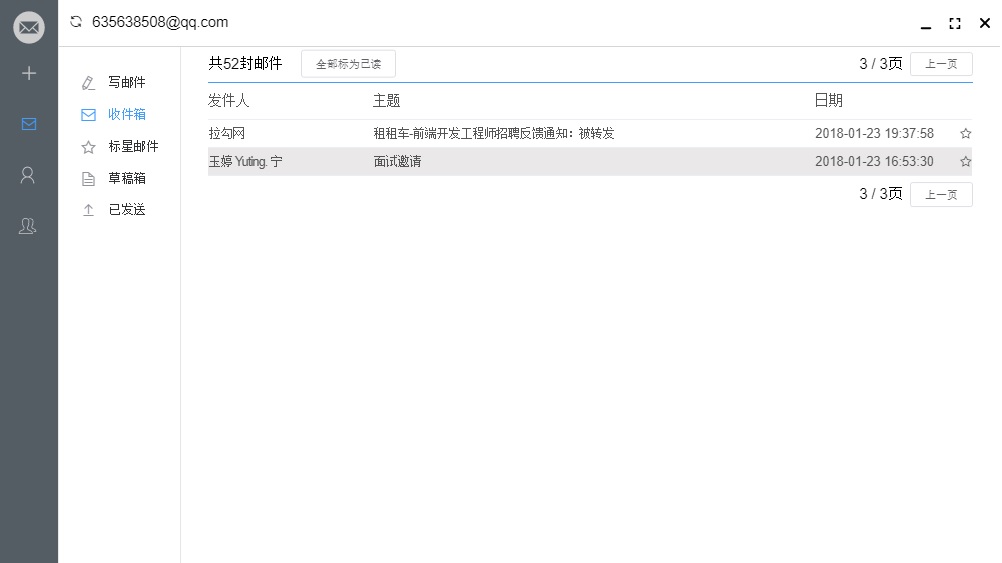 635638508@qq.com
写邮件
收件箱
标星邮件
草稿箱
已发送
共52封邮件 全部标为已读 3 / 3页 上一页
发件人 主题 日期
拉勾网 租租车-前端开发工程师招聘反馈通知：被转发 2018-01-23 19:37:58
玉婷 Yuting. 宁 面试邀请 2018-01-23 16:53:30
3 / 3页 上一页